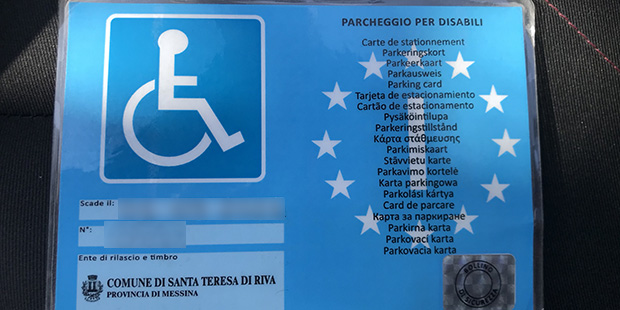 PARCHEGGIO PER DISABILI
Carte de stationnement
Parkeringskort
Parkeerkaart
Parkausweis
Parking card
Tarjeta de estacionamiento
Cartão de estacionamento
Pysäköintilupa
Parkeringstillstånd
Κάρτα στάθμευσης
Parkimiskaart
Stāvvietu karte
Parkavimo kortelė
Karta parkingowa
Parkolási kártya
Card de parcare
Карта за паркиране
Parkirna karta
Parkovací karta
Parkovacia karta
Scade il:
N°:
Ente di rilascio e timbro
COMUNE DI SANTA TERESA DI RIVA
PROVINCIA DI MESSINA
BOLLINO
DI SICUREZZA